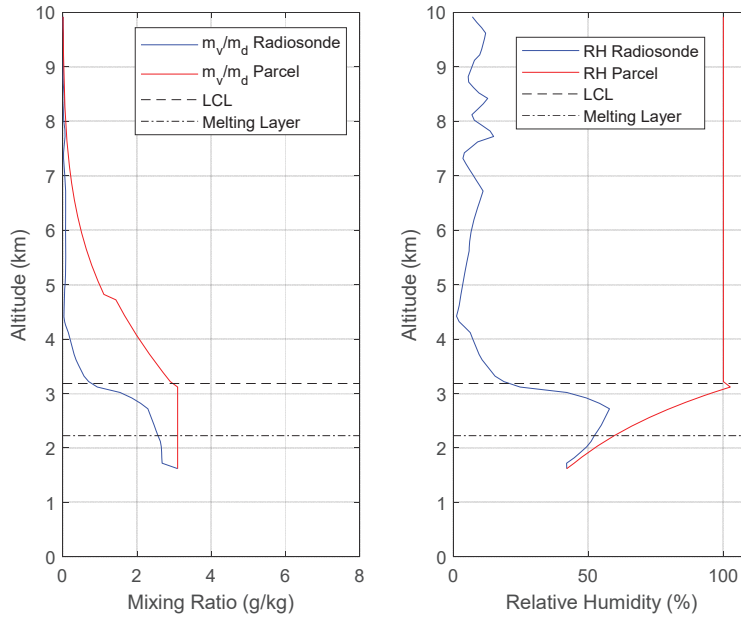 10
9
8
7
6
5
4
3
2
1
0
Altitude (km)
0
2
4
6
8
Mixing Ratio (g/kg)
m_v/m_d Radiosonde
m_v/m_d Parcel
LCL
Melting Layer
10
9
8
7
6
5
4
3
2
1
0
Altitude (km)
0
50
100
Relative Humidity (%)
RH Radiosonde
RH Parcel
LCL
Melting Layer